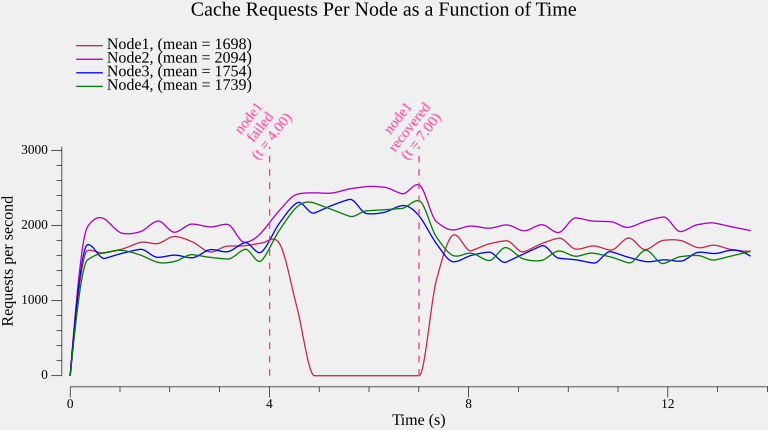 Cache Requests Per Node as a Function of Time
Node1, (mean = 1698)
Node2, (mean = 2094)
Node3, (mean = 1754)
Node4, (mean = 1739)
node1
failed
(t = 4.00)
node1
recovered
(t = 7.00)
Requests per second
3000
2000
1000
0
0
4
8
12
Time (s)